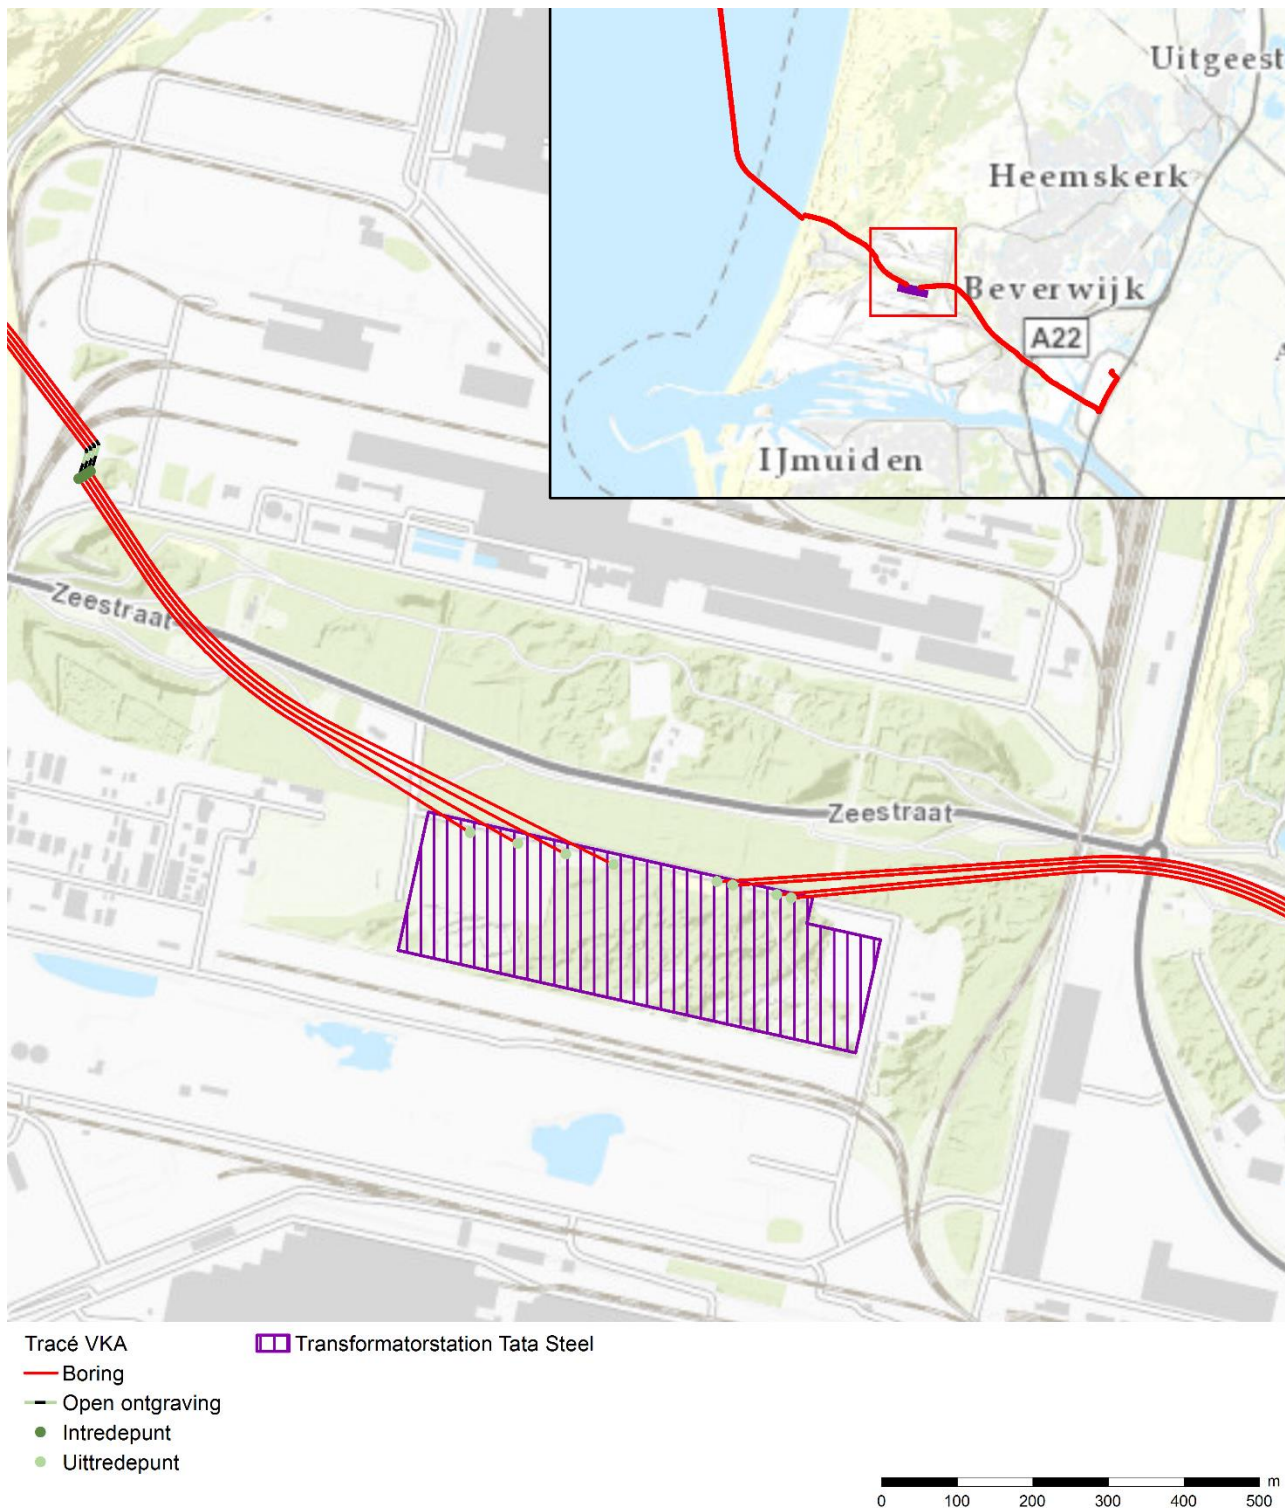 Uitgeest
Heemskerk
Beverwijk
A22
IJmuiden
Zeestraat
Zeestraat
Tracé VKA
Transformatorstation Tata Steel
Boring
Open ontgraving
Intredepunt
Uittredepunt
m
0 100 200 300 400 500